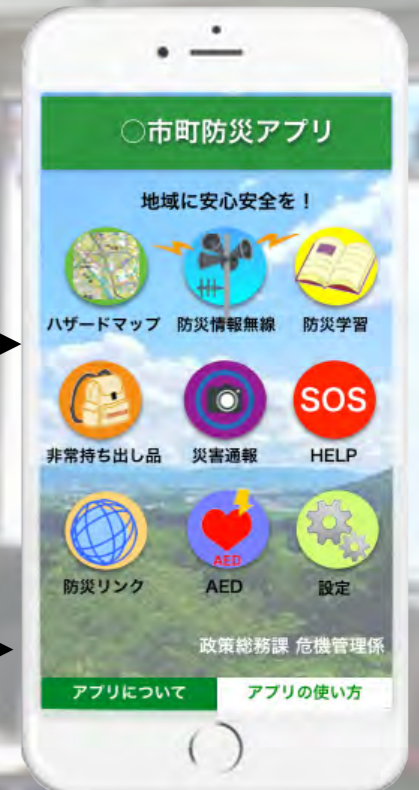 ○市町防災アプリ
地域に安心安全を！
ハザードマップ 防災情報無線 防災学習
SOS
非常持ち出し品 災害通報 HELP
AED
防災リンク AED 設定
政策総務課 危機管理係
アプリについて アプリの使い方